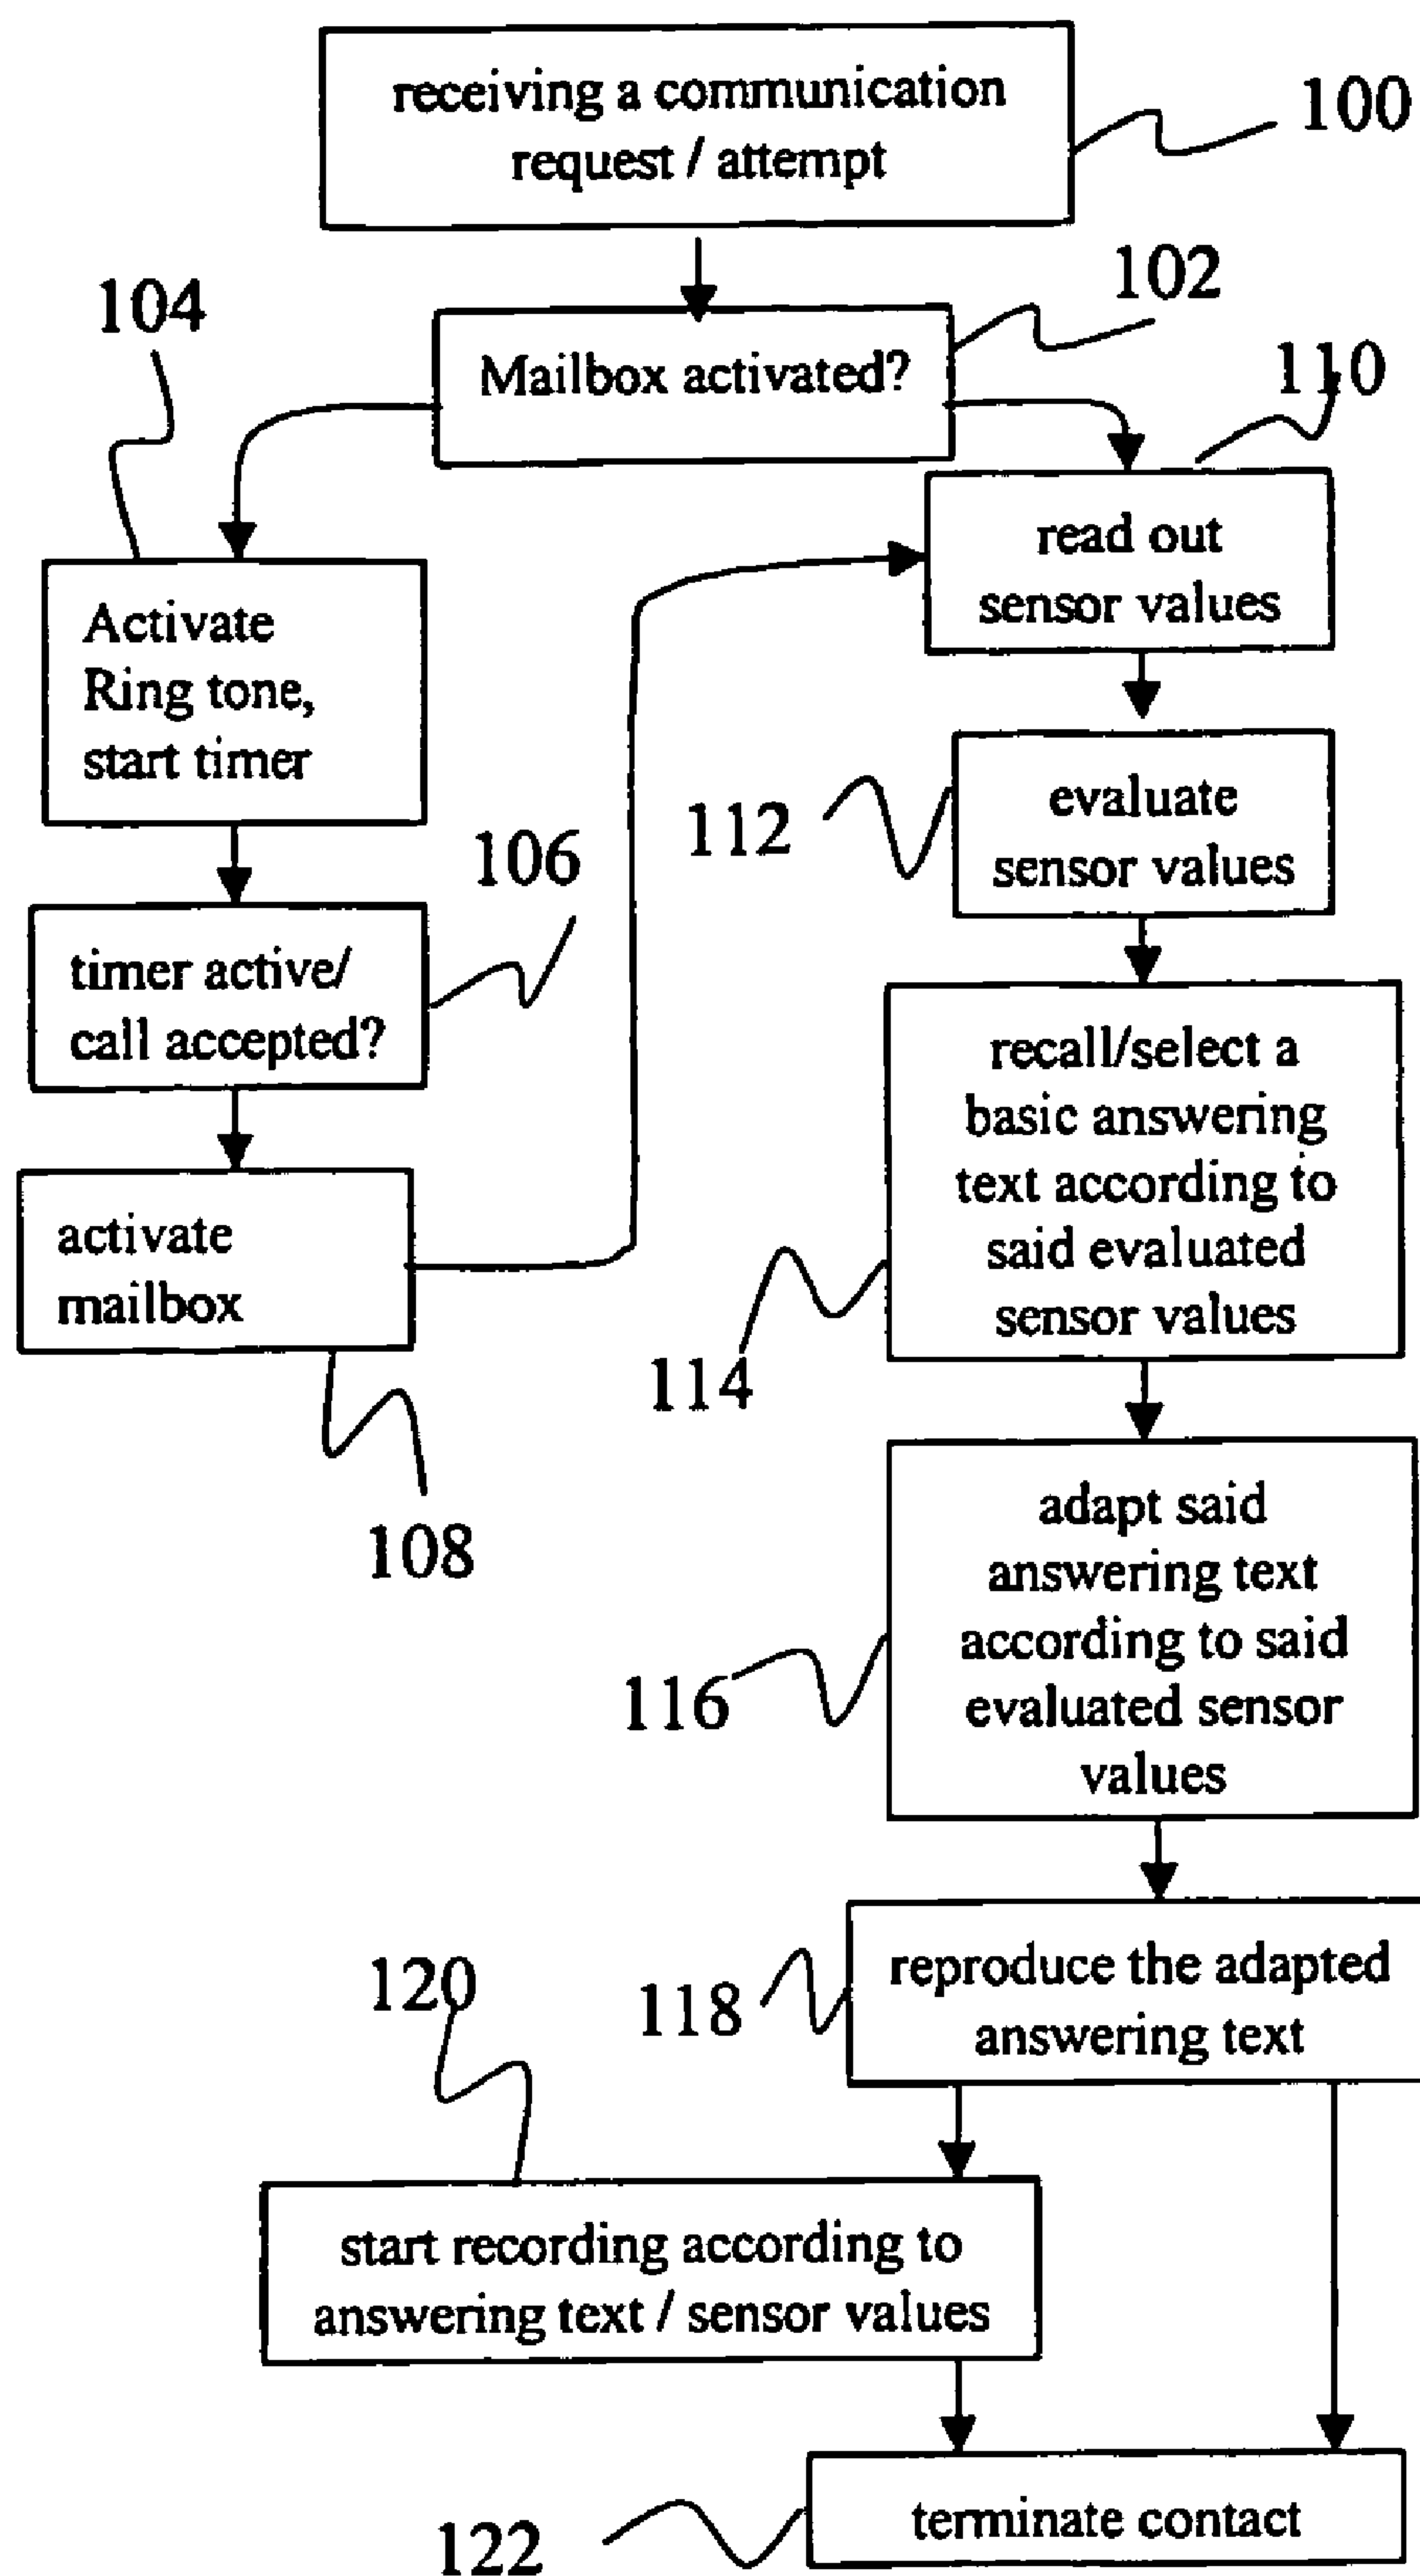 receiving a communication
request / attempt
100
102
Mailbox activated?
104
110
read out
sensor values
Activate
Ring tone,
start timer
112
evaluate
sensor values
106
timer active/
call accepted?
activate
mailbox
108
recall/select a
basic answering
text according to
said evaluated
sensor values
114
adapt said
answering text
according to said
evaluated sensor
values
116
reproduce the adapted
answering text
118
120
start recording according to
answering text / sensor values
terminate contact
122